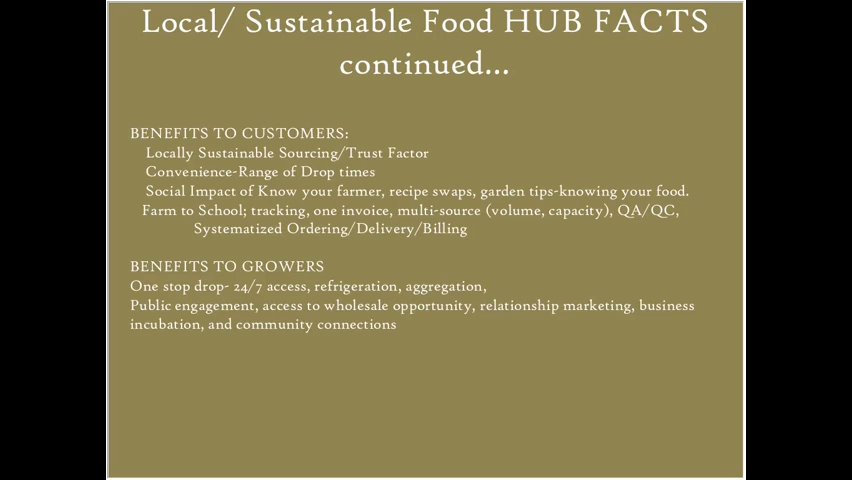 Local/ Sustainable Food HUB FACTS
continued...
BENEFITS TO CUSTOMERS:
Locally Sustainable Sourcing/Trust Factor
Convenience-Range of Drop times
Social Impact of Know your farmer, recipe swaps, garden tips-knowing your food.
Farm to School; tracking, one invoice, multi-source (volume, capacity), QA/QC,
Systematized Ordering/Delivery/Billing
BENEFITS TO GROWERS
One stop drop- 24/7 access, refrigeration, aggregation,
Public engagement, access to wholesale opportunity, relationship marketing, business
incubation, and community connections